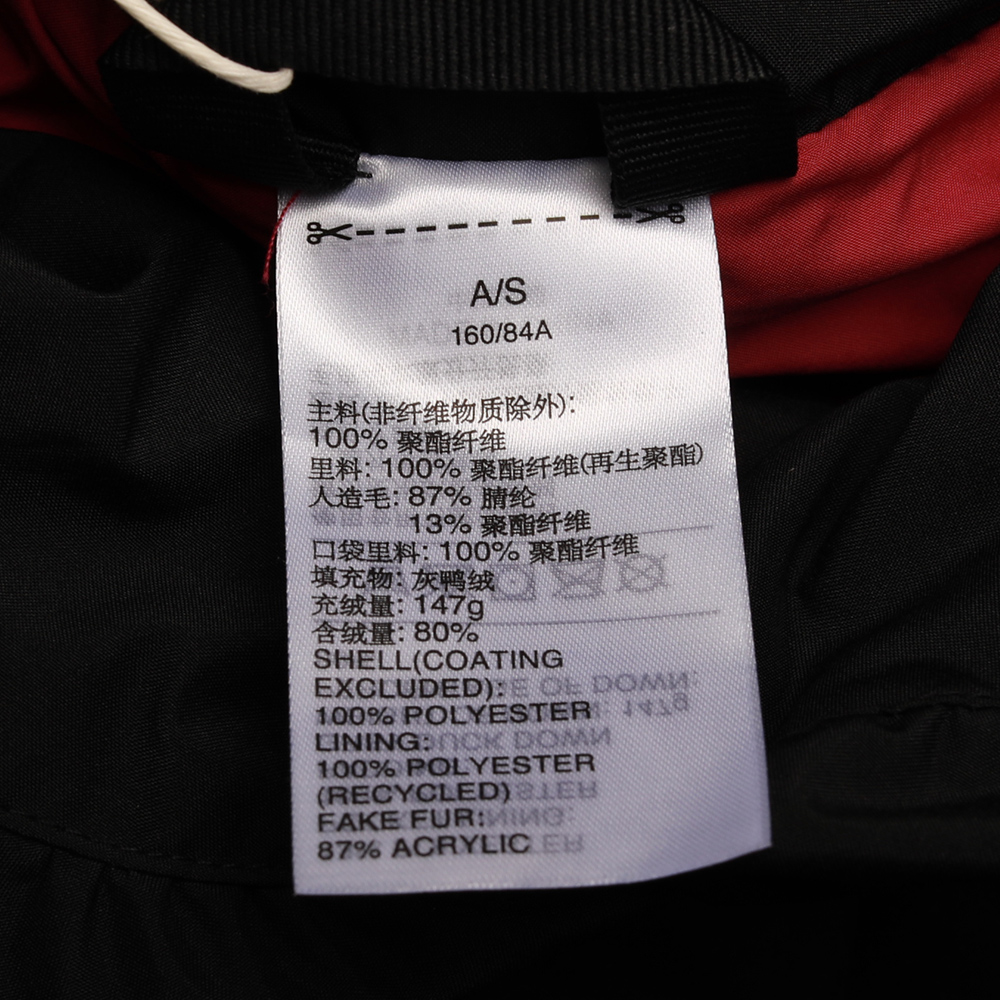 A/S
160/84A
主料(非纤维物质除外):
100% 聚酯纤维
里料: 100% 聚酯纤维(再生聚酯)
人造毛: 87% 腈纶
13% 聚酯纤维
口袋里料: 100% 聚酯纤维
填充物: 灰鸭绒
充绒量: 147g
含绒量: 80%
SHELL(COATING
EXCLUDED):
100% POLYESTER
LINING:
100% POLYESTER
(RECYCLED)
FAKE FUR:
87% ACRYLIC